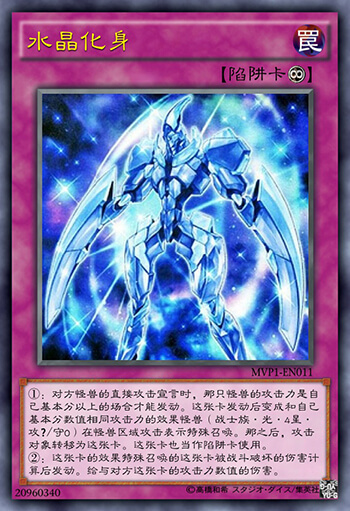 水晶化身
罠
【陷阱卡】
MVP1-EN011
①：对方怪兽的直接攻击宣言时，那只怪兽的攻击力是自
己基本分以上的场合才能发动。这张卡发动后变成和自己
基本分数值相同攻击力的效果怪兽（战士族·光·4星·
攻?/守0）在怪兽区域攻击表示特殊召唤。那之后，攻击
对象转移为这张卡。这张卡也当作陷阱卡使用。
②：这张卡的效果特殊召唤的这张卡被战斗破坏的伤害计
算后发动。给与对方这张卡的攻击力数值的伤害。
20960340
©高橋和希 スタジオ・ダイス/集英社